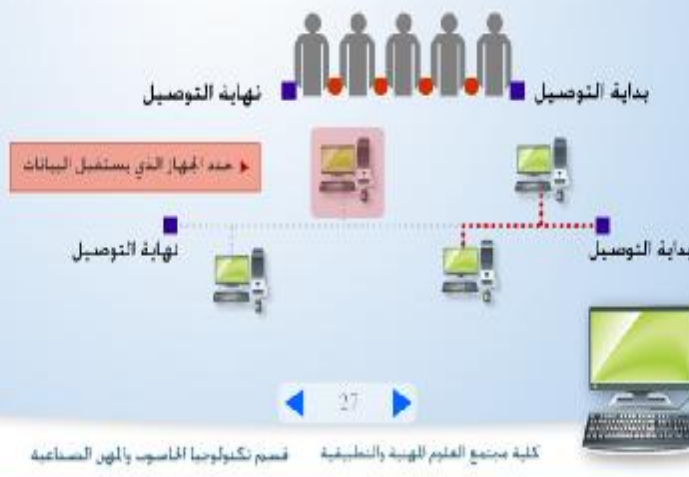 بداية التوصيل
نهاية التوصيل
حدد الجهاز الذي يستقبل البيانات
بداية التوصيل
نهاية التوصيل
27
كلية مجتمع العلوم المهنية والتطبيقية
قسم تكنولوجيا الحاسوب والمهن الصناعية